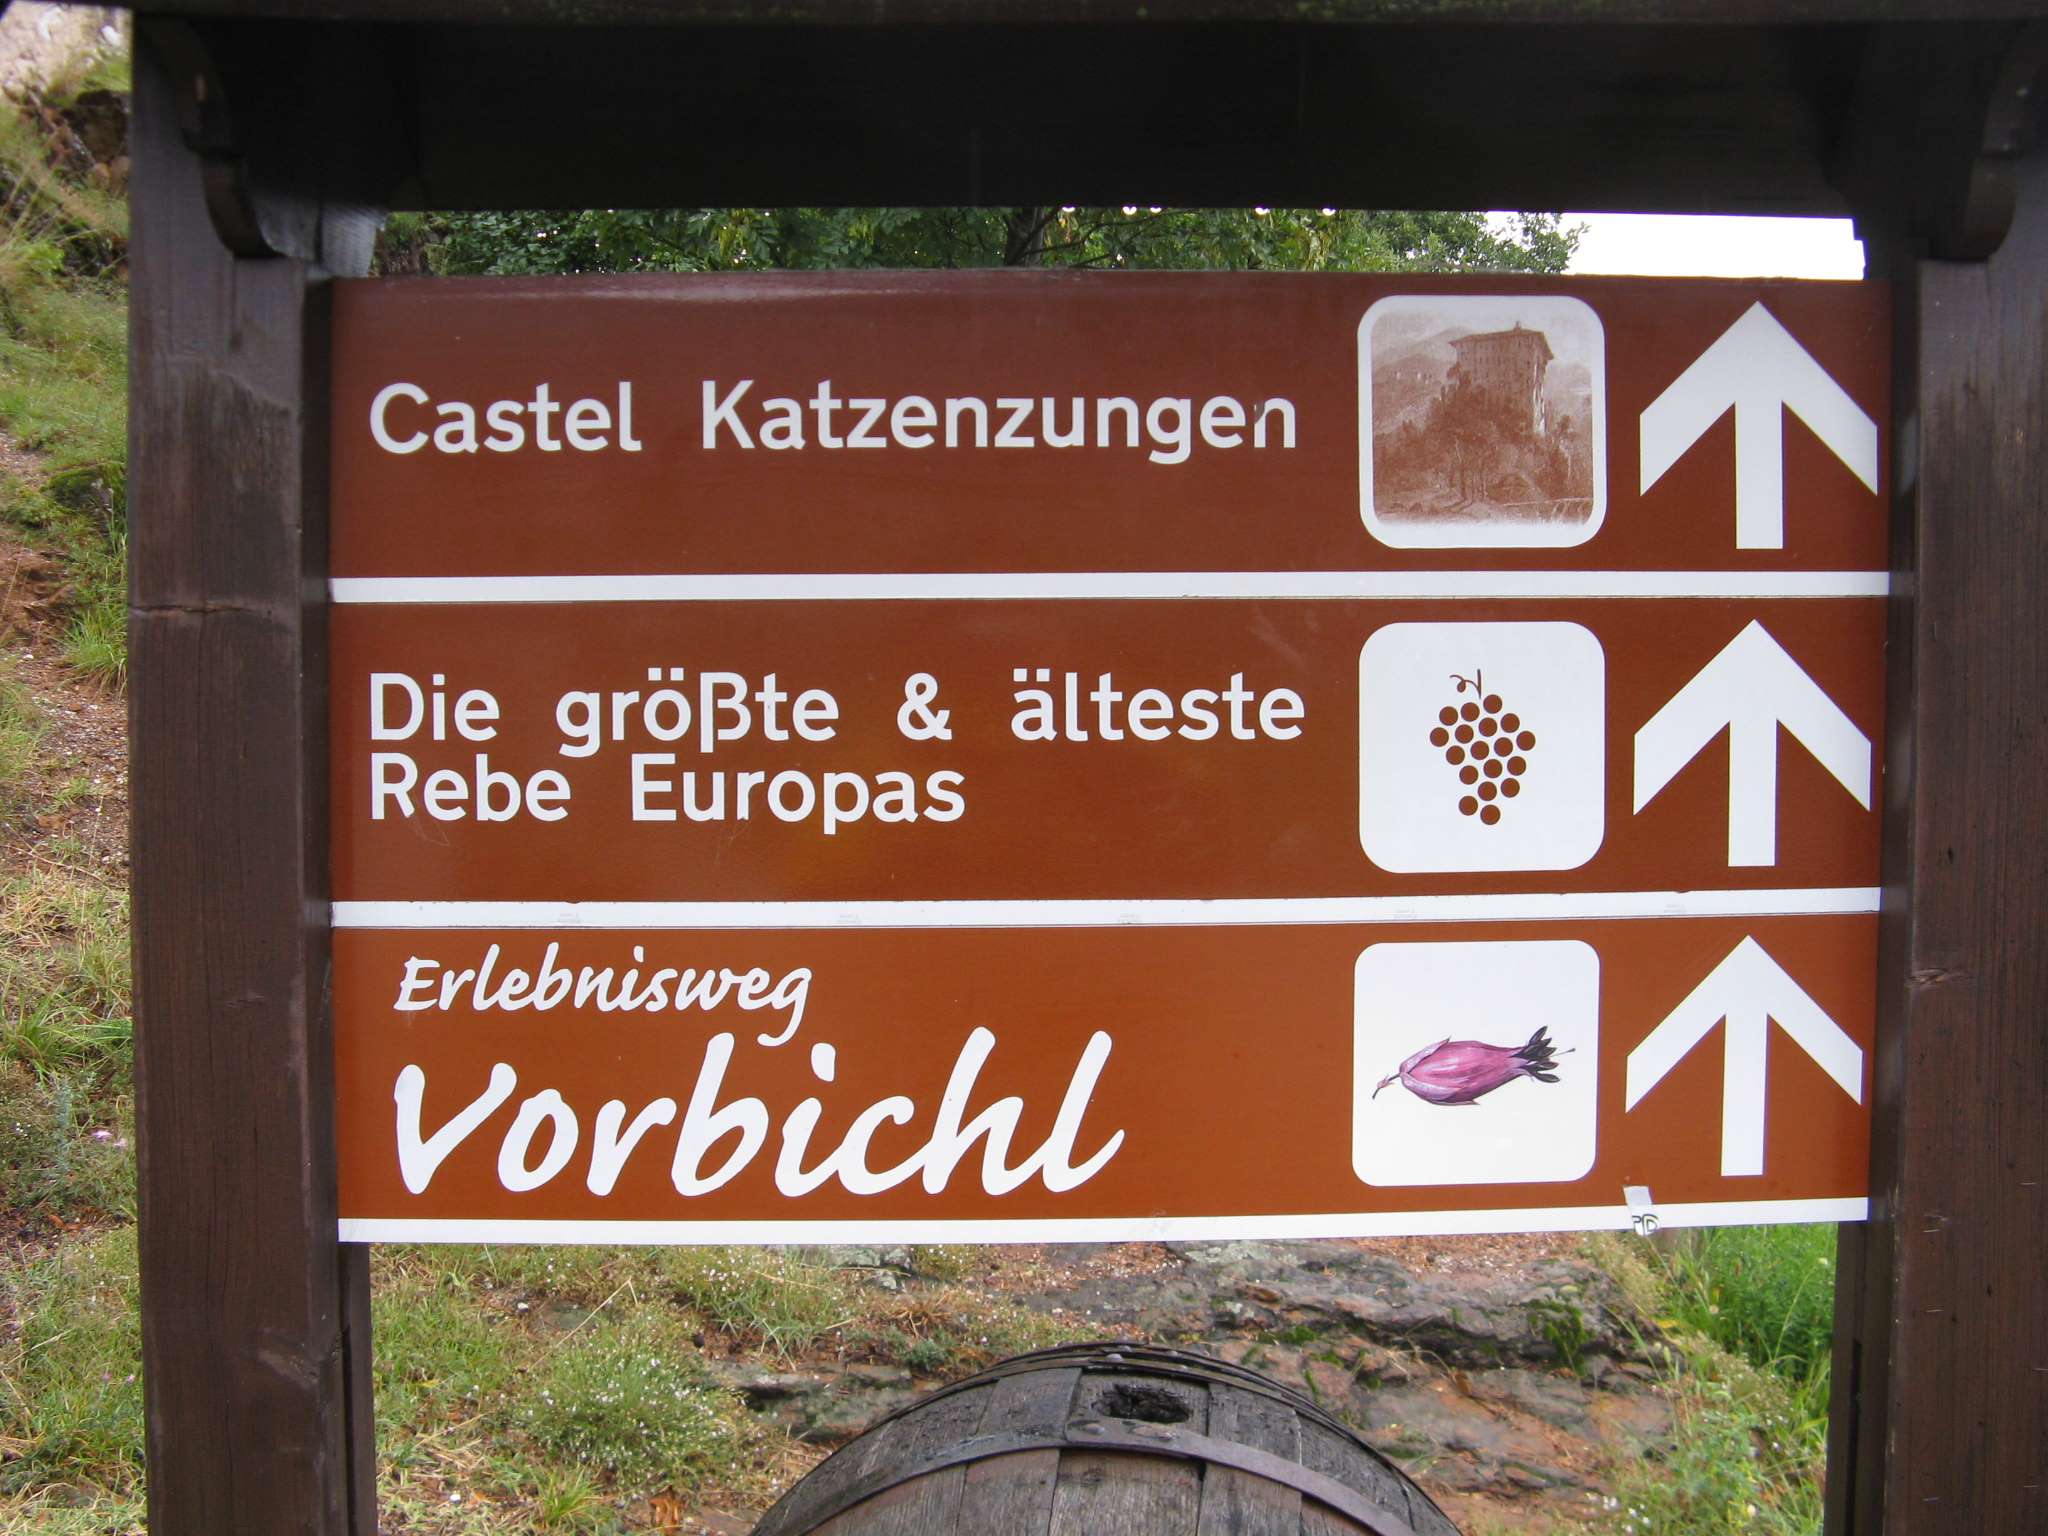 Castel Katzenzungen
Die größte & älteste
Rebe Europas
Erlebnisweg
Vorbichl